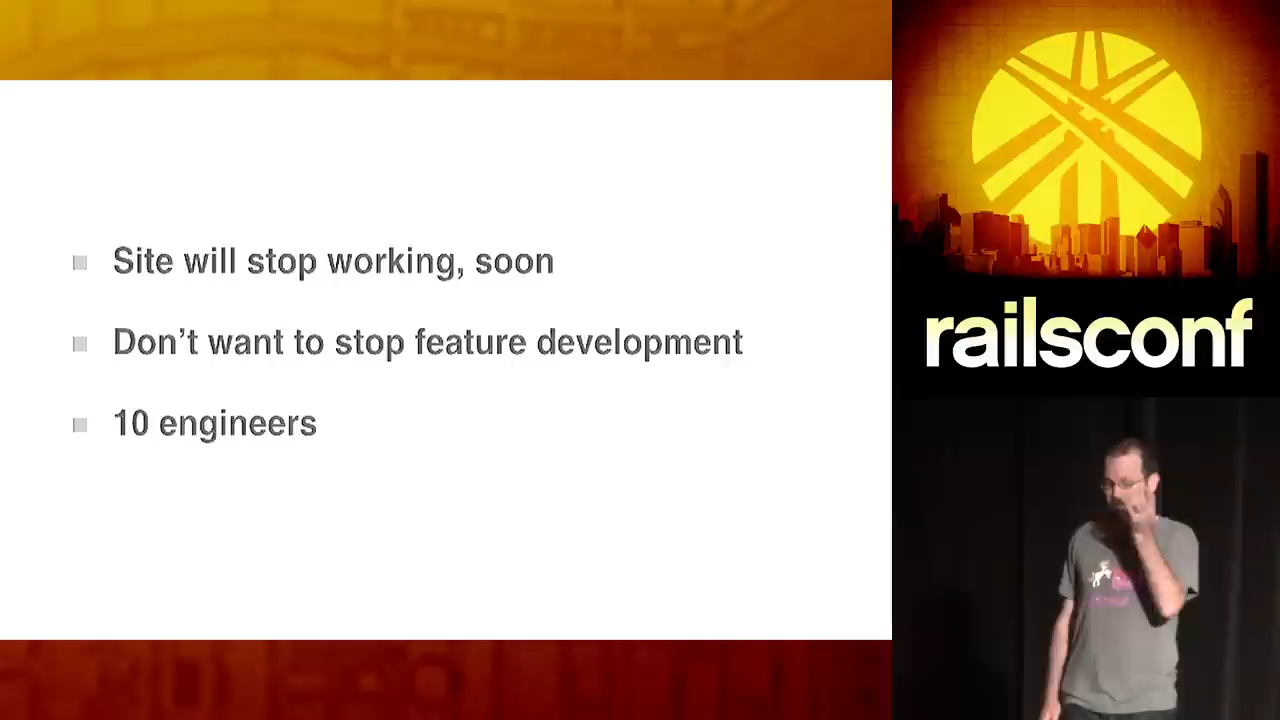 Site will stop working, soon
Don't want to stop feature development
10 engineers
railsconf